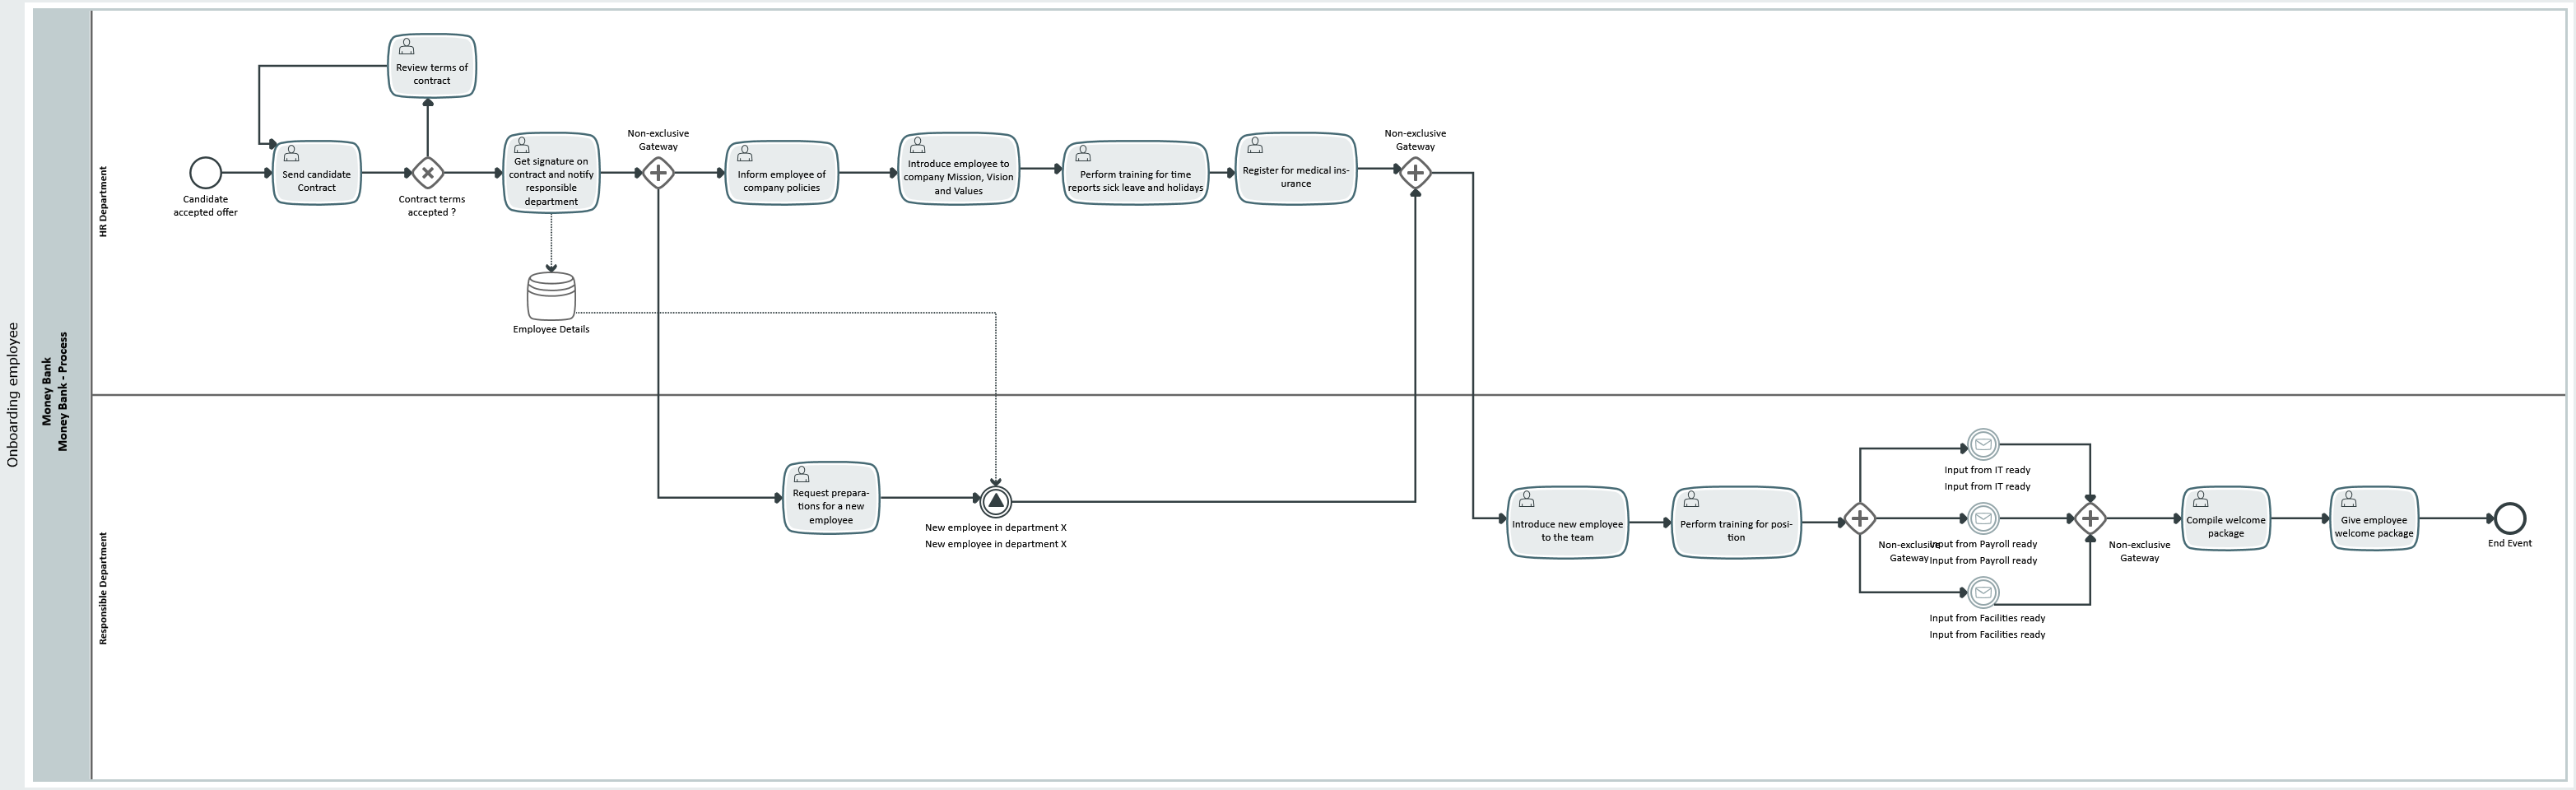 Onboarding employee
Money Bank
Money Bank - Process
HR Department
Review terms of
contract
Candidate
accepted offer
Send candidate
Contract
Contract terms
accepted ?
Get signature on
contract and notify
responsible
department
Employee Details
Non-exclusive
Gateway
Inform employee of
company policies
Introduce employee to
company Mission, Vision
and Values
Perform training for time
reports sick leave and holidays
Register for medical ins-
urance
Non-exclusive
Gateway
Responsible Department
Request prepara-
tions for a new
employee
New employee in department X
New employee in department X
Introduce new employee
to the team
Perform training for posi-
tion
Non-exclusive
Gateway
Input from IT ready
Input from IT ready
Input from Payroll ready
Input from Payroll ready
Input from Facilities ready
Input from Facilities ready
Non-exclusive
Gateway
Compile welcome
package
Give employee
welcome package
End Event